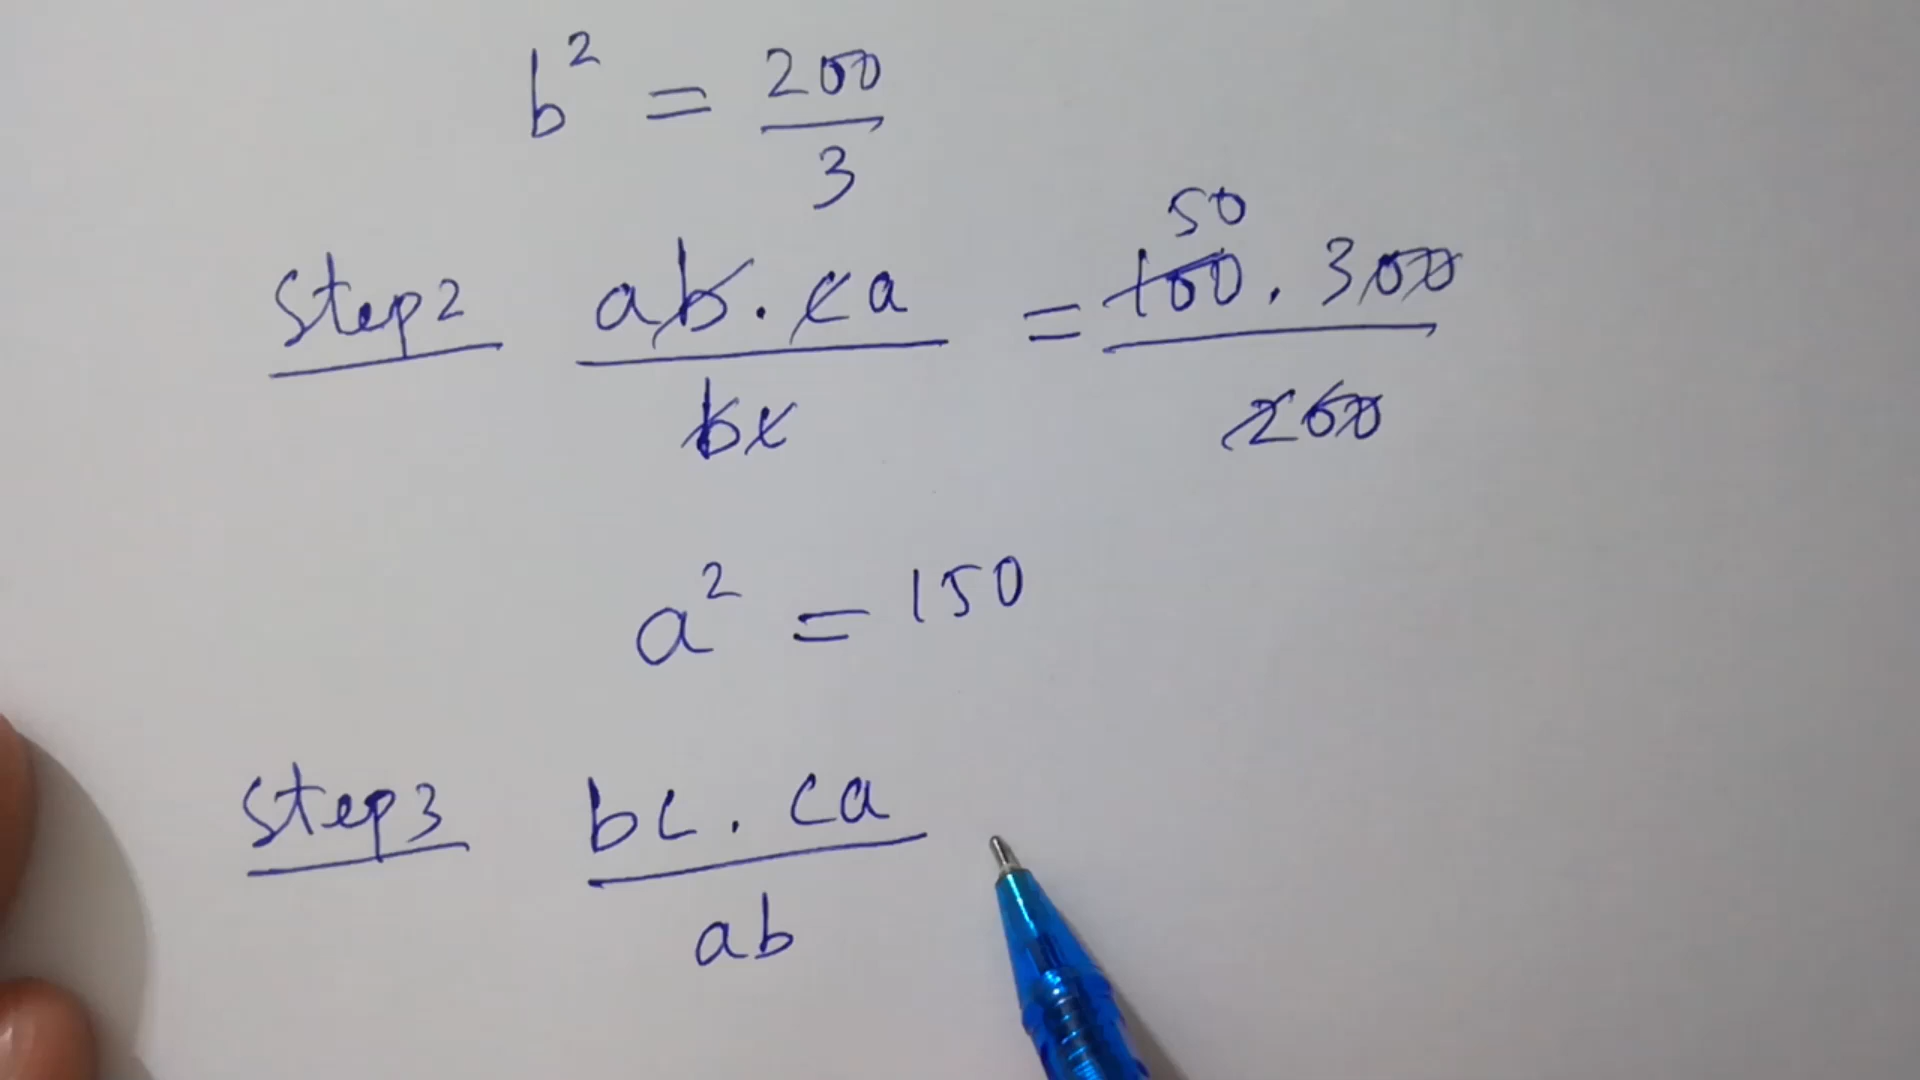 b² = 200/3
Step2 ab.ca/bc = 50 100.300/200
a² = 150
Step3 bc.ca/ab